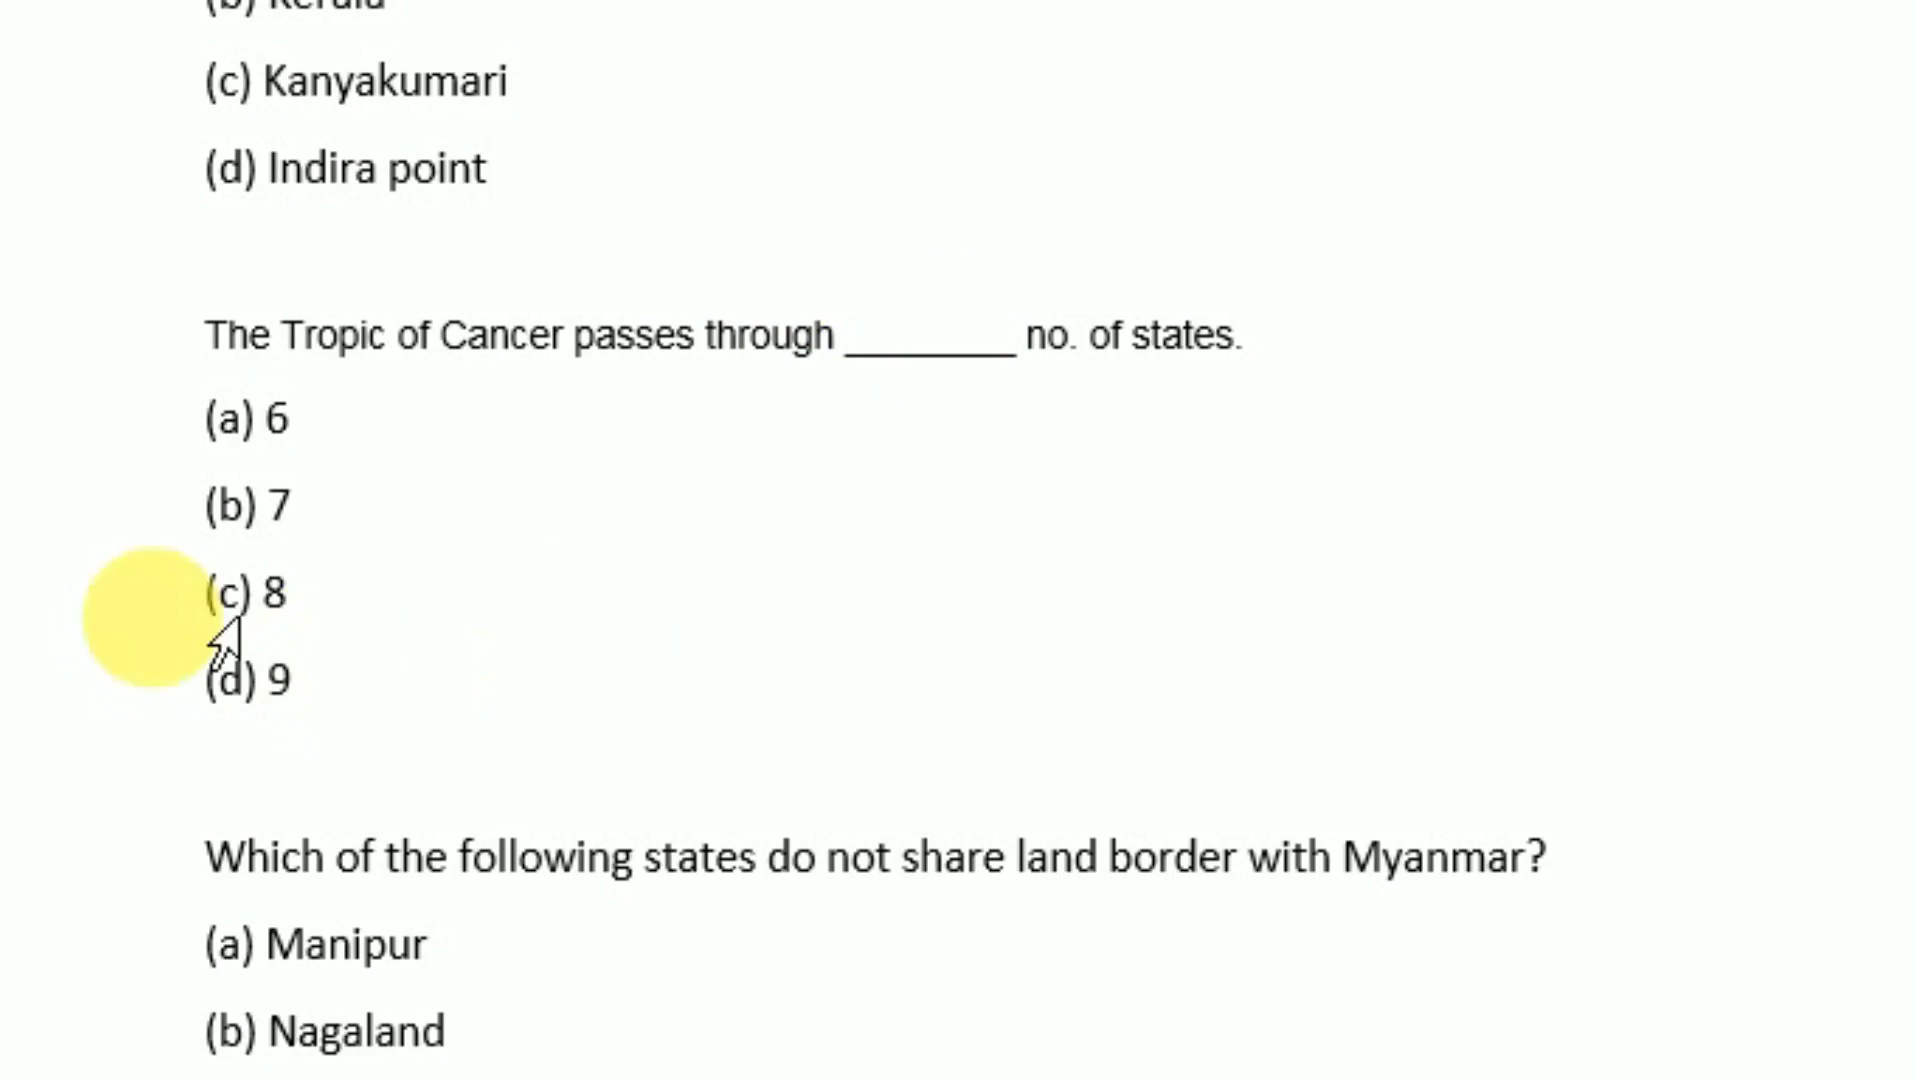 (b) Kerala
(c) Kanyakumari
(d) Indira point
The Tropic of Cancer passes through ________ no. of states.
(a) 6
(b) 7
(c) 8
(d) 9
Which of the following states do not share land border with Myanmar?
(a) Manipur
(b) Nagaland